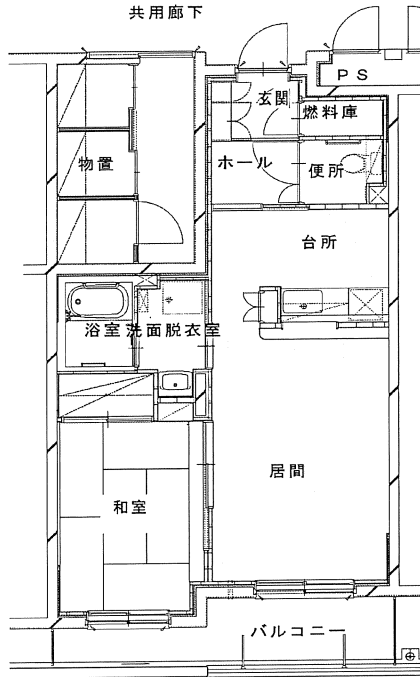 共用廊下
PS
玄関
燃料庫
物置
ホール
便所
台所
浴室
洗面脱衣室
居間
和室
バルコニー